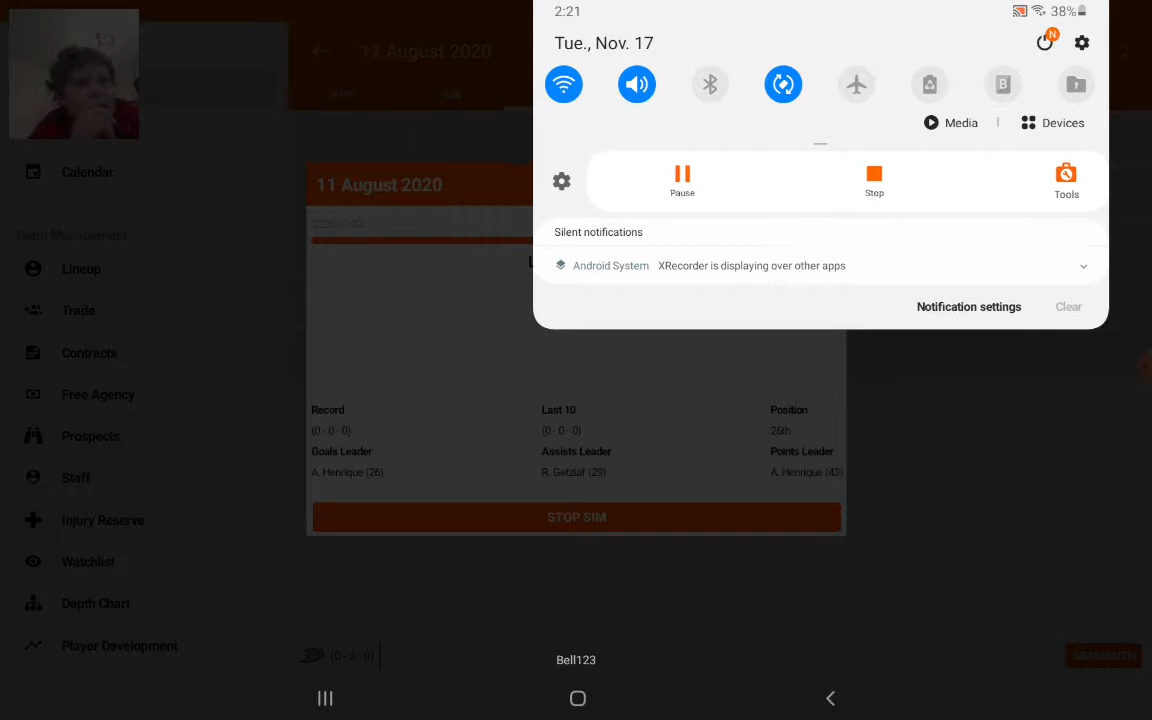 2:21
38%
Tue., Nov. 17
N
B
Media | Devices
Pause
Stop
Tools
Silent notifications
Android System XRecorder is displaying over other apps
Notification settings
Clear
August 2020
Calendar
Team Management
Lineup
Trade
Contracts
Free Agency
Prospects
Staff
Injury Reserve
Watchlist
Depth Chart
Player Development
11 August 2020
Record
Last 10
Position
(0 - 0 - 0)
(0 - 0 - 0)
26th
Goals Leader
Assists Leader
Points Leader
A. Henrique (26)
R. Getzlaf (29)
A. Henrique (43)
STOP SIM
(0 - 0 - 0)
Bell123